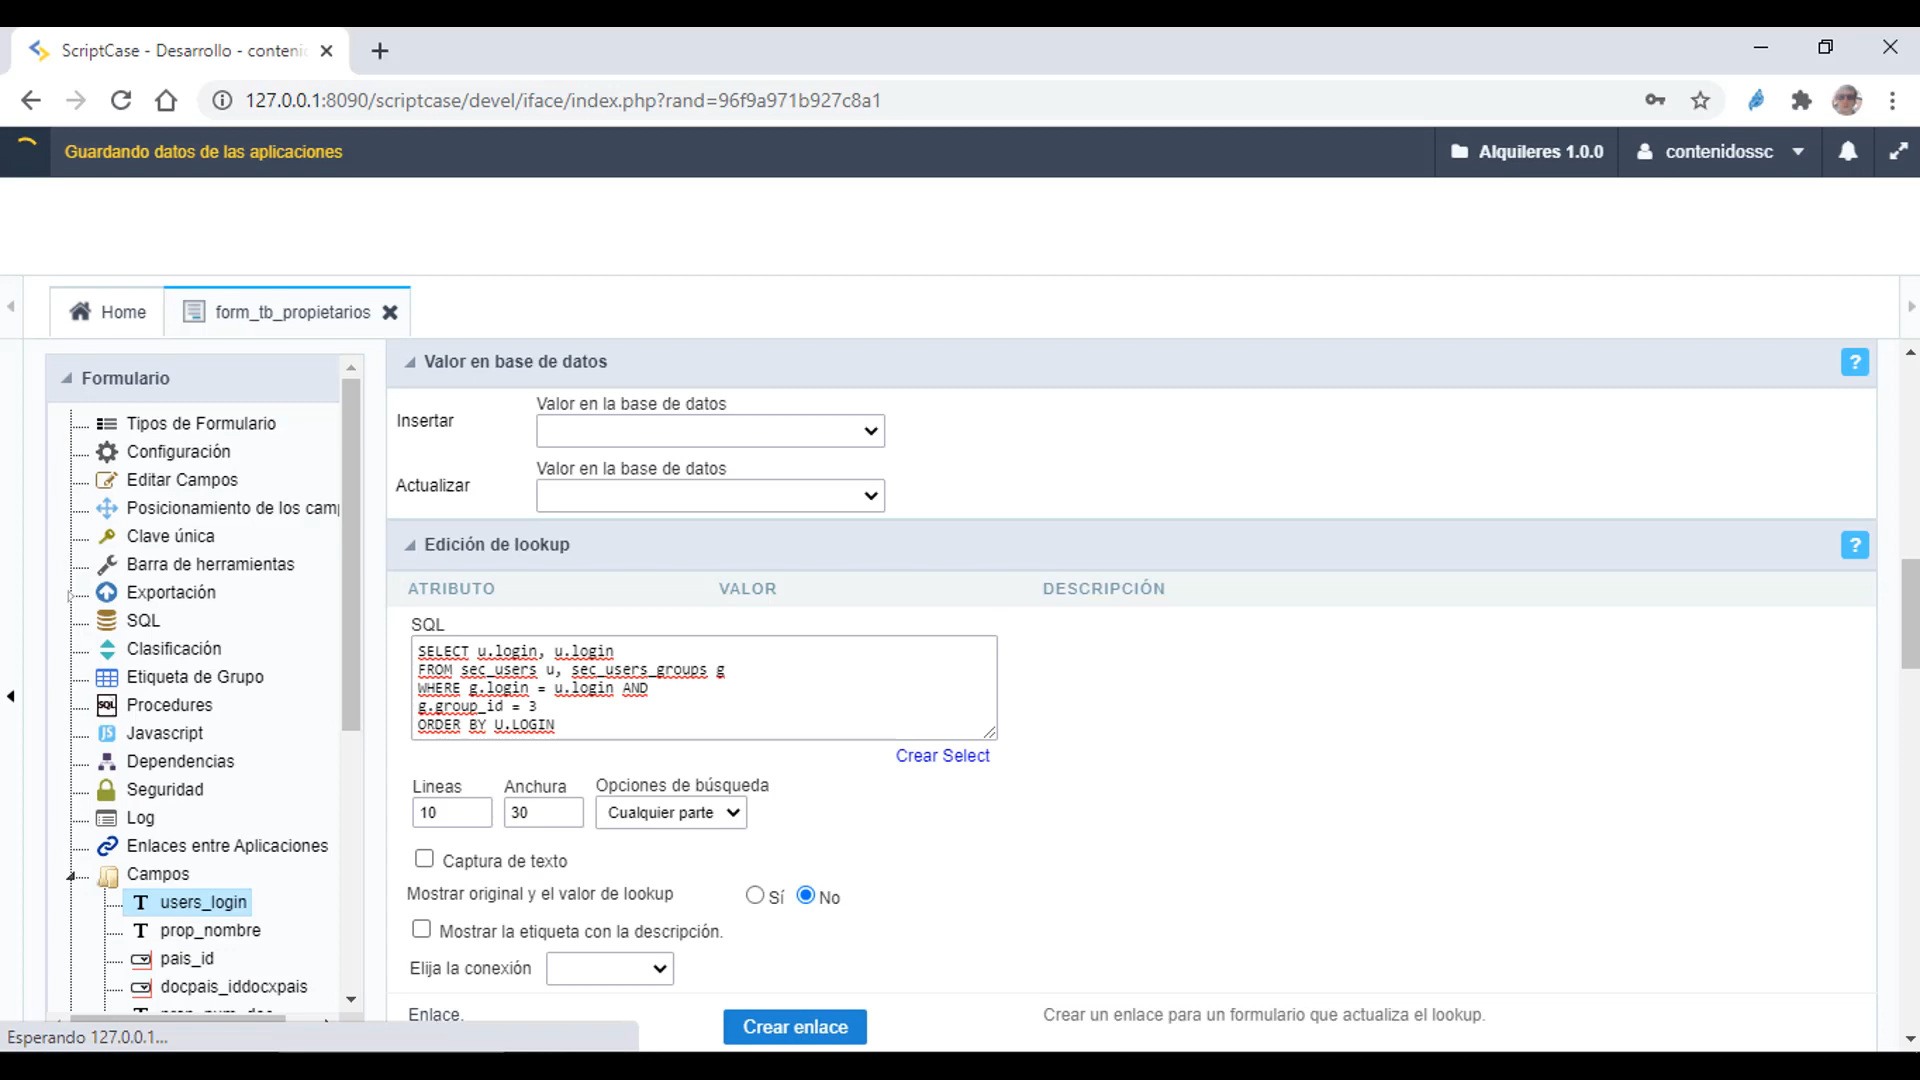 ScriptCase - Desarrollo - conteni
127.0.0.1:8090/scriptcase/devel/iface/index.php?rand=96f9a971b927c8a1
Guardando datos de las aplicaciones
Alquileres 1.0.0
contenidossc
Home
form_tb_propietarios
Formulario
Tipos de Formulario
Configuración
Editar Campos
Posicionamiento de los cam
Clave única
Barra de herramientas
Exportación
SQL
Clasificación
Etiqueta de Grupo
SQL Procedures
JS Javascript
Dependencias
Seguridad
Log
Enlaces entre Aplicaciones
Campos
T users_login
T prop_nombre
pais_id
docpais_iddocxpais
Valor en base de datos
?
Valor en la base de datos
Insertar
Valor en la base de datos
Actualizar
Edición de lookup
?
ATRIBUTO VALOR DESCRIPCIÓN
SQL
SELECT u.login, u.login
FROM sec_users u, sec_users_groups g
WHERE g.login = u.login AND
g.group_id = 3
ORDER BY U.LOGIN
Crear Select
Lineas Anchura Opciones de búsqueda
10 30 Cualquier parte
Captura de texto
Mostrar original y el valor de lookup Sí No
Mostrar la etiqueta con la descripción.
Elija la conexión
Enlace. Crear enlace Crear un enlace para un formulario que actualiza el lookup.
Esperando 127.0.0.1...